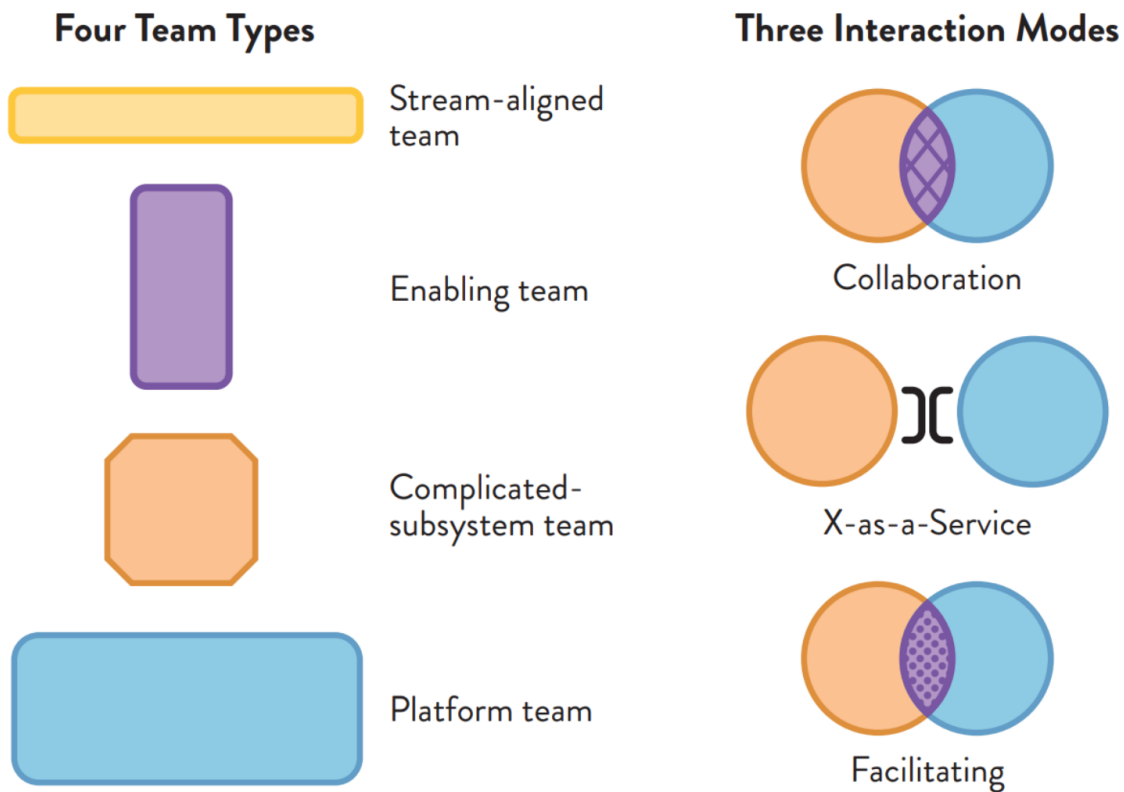 Four Team Types
Stream-aligned
team
Enabling team
Complicated-
subsystem team
Platform team
Three Interaction Modes
Collaboration
X-as-a-Service
Facilitating